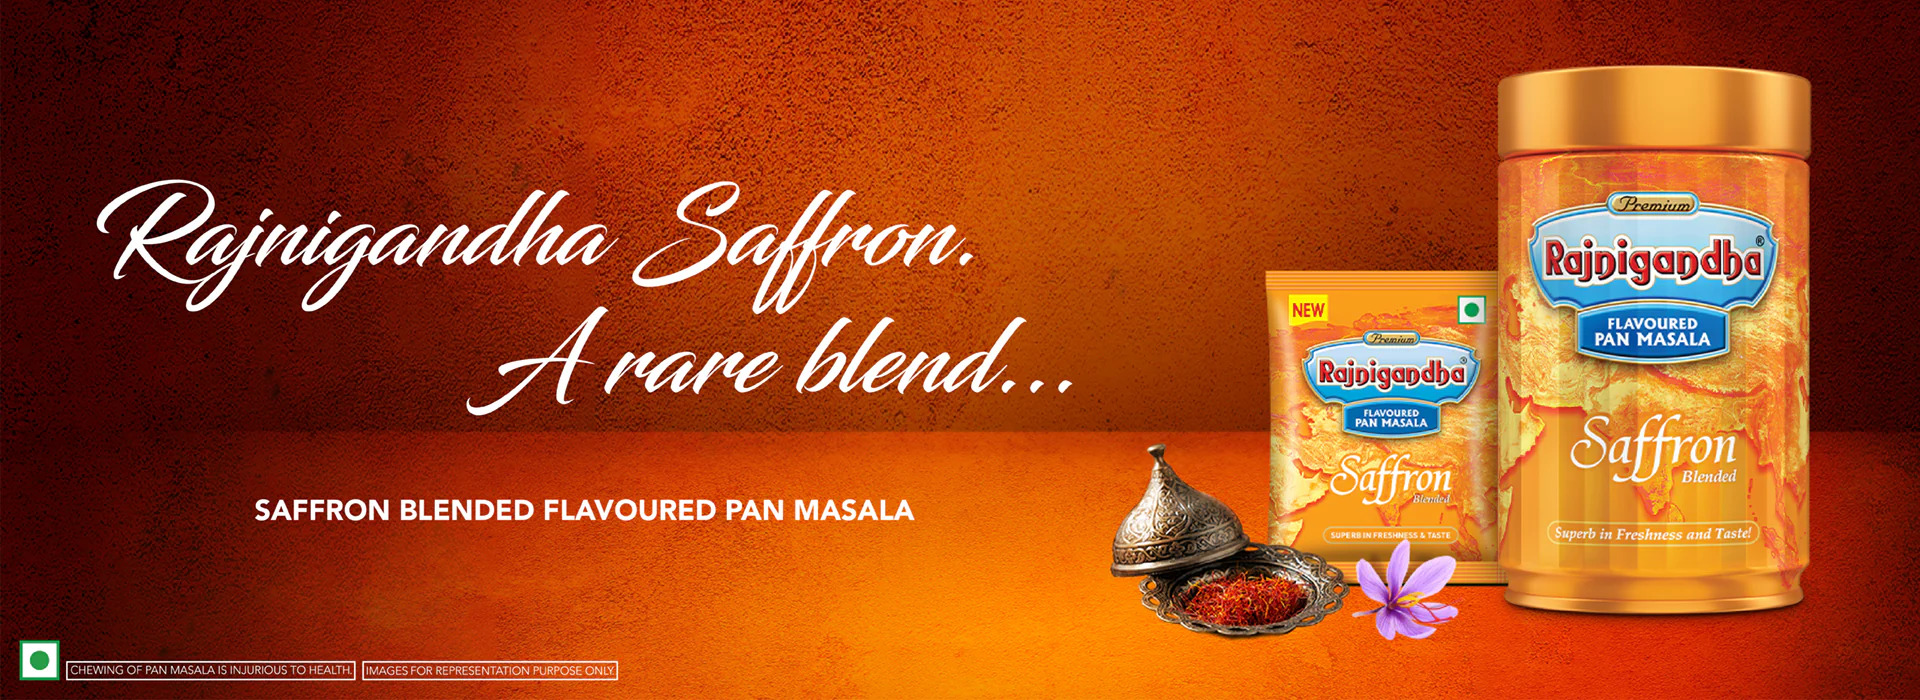 Rajnigandha Saffron.
A rare blend...
SAFFRON BLENDED FLAVOURED PAN MASALA
NEW
Premium
Rajnigandha®
FLAVOURED
PAN MASALA
Saffron
Blended
SUPERB IN FRESHNESS & TASTE
Premium
Rajnigandha®
FLAVOURED
PAN MASALA
Saffron
Blended
Superb in Freshness and Taste!
CHEWING OF PAN MASALA IS INJURIOUS TO HEALTH. IMAGES FOR REPRESENTATION PURPOSE ONLY.